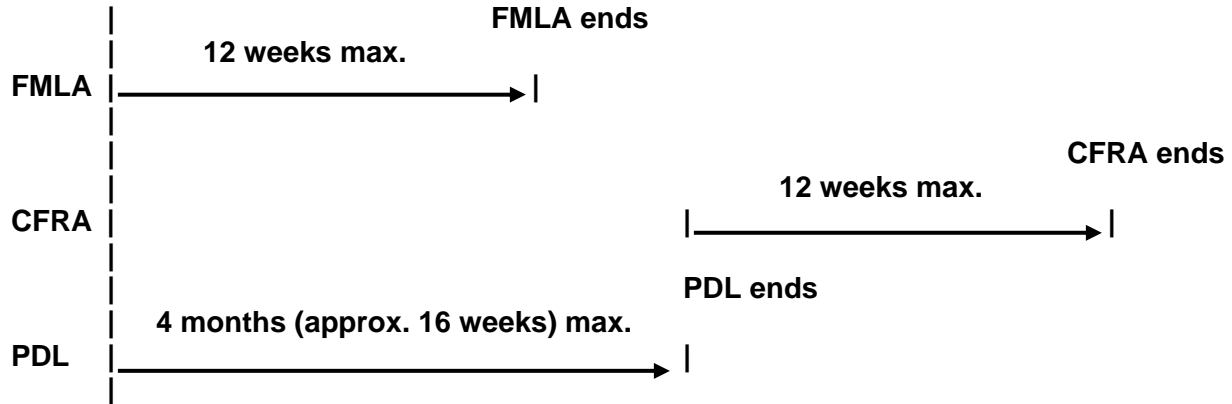 FMLA ends
12 weeks max.
FMLA
CFRA ends
12 weeks max.
CFRA
PDL ends
4 months (approx. 16 weeks) max.
PDL